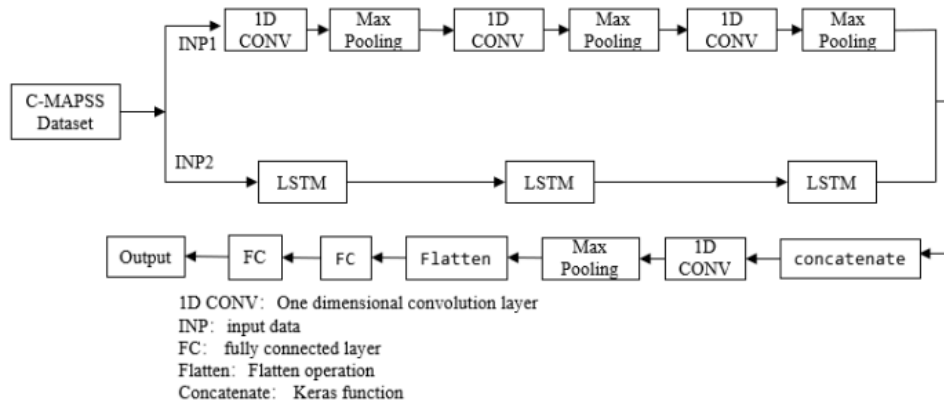 INP1
1D
CONV
Max
Pooling
1D
CONV
Max
Pooling
1D
CONV
Max
Pooling
C-MAPSS
Dataset
INP2
LSTM
LSTM
LSTM
Output
FC
FC
Flatten
Max
Pooling
1D
CONV
concatenate
1D CONV: One dimensional convolution layer
INP: input data
FC: fully connected layer
Flatten: Flatten operation
Concatenate: Keras function